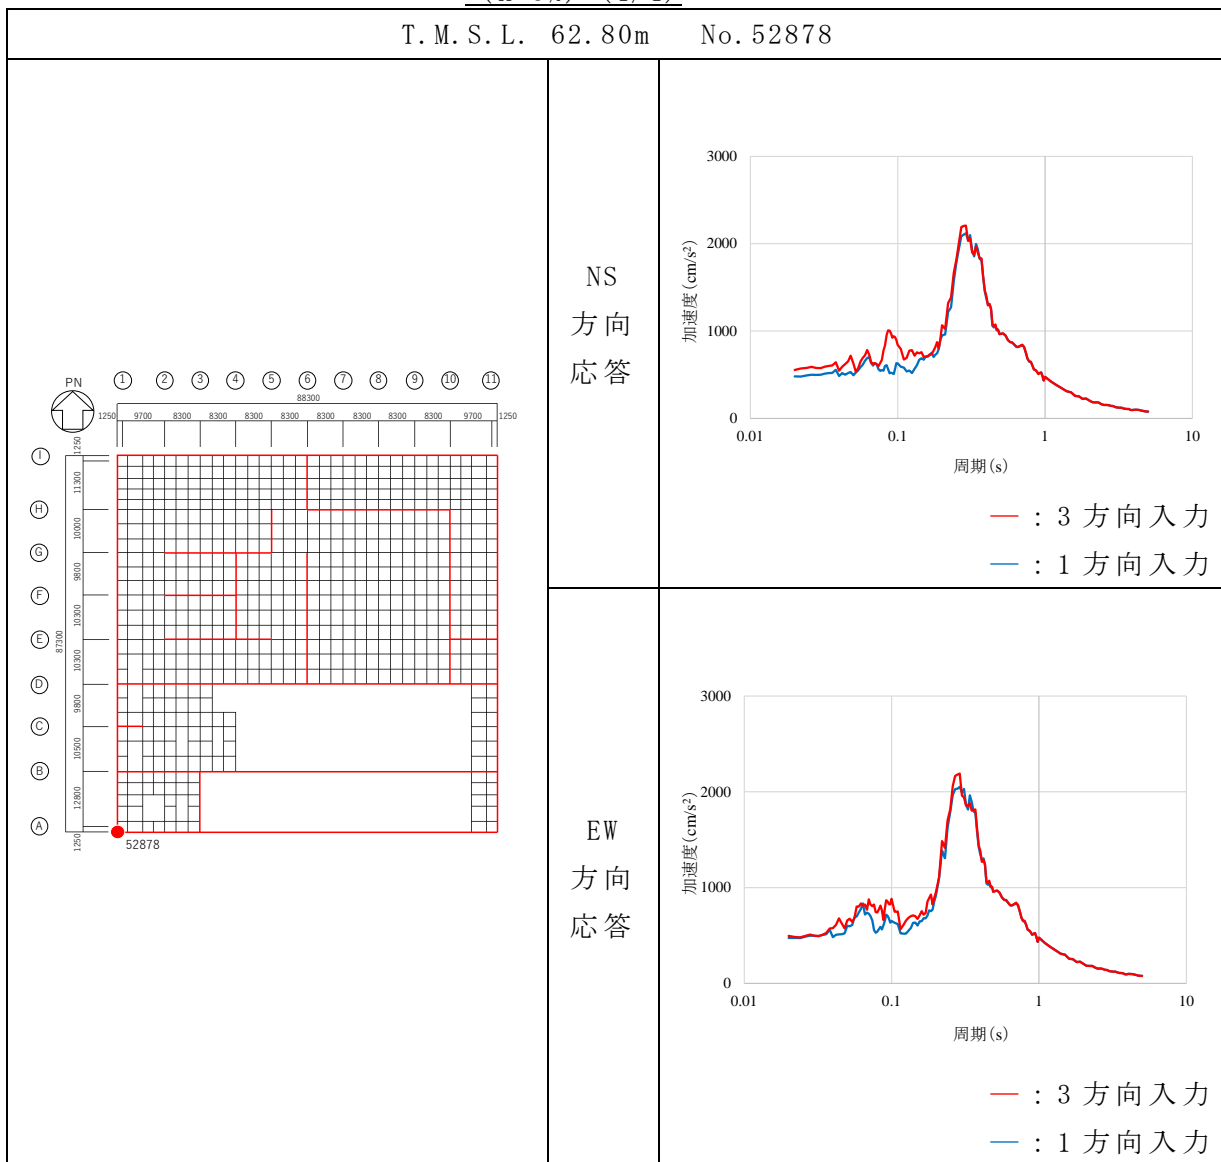 T.M.S.L. 62.80m No.52878
PN
1 2 3 4 5 6 7 8 9 10 11
88300
1250 9700 8300 8300 8300 8300 8300 8300 8300 8300 9700 1250
I
H
G
F
E
D
C
B
A
1250
11300
10000
9800
10300
10300
9800
10500
12800
1250
87300
52878
NS
方向
応答
加速度(cm/s²)
3000
2000
1000
0
0.01 0.1 1 10
周期(s)
― : 3 方向入力
― : 1 方向入力
EW
方向
応答
加速度(cm/s²)
3000
2000
1000
0
0.01 0.1 1 10
周期(s)
― : 3 方向入力
― : 1 方向入力